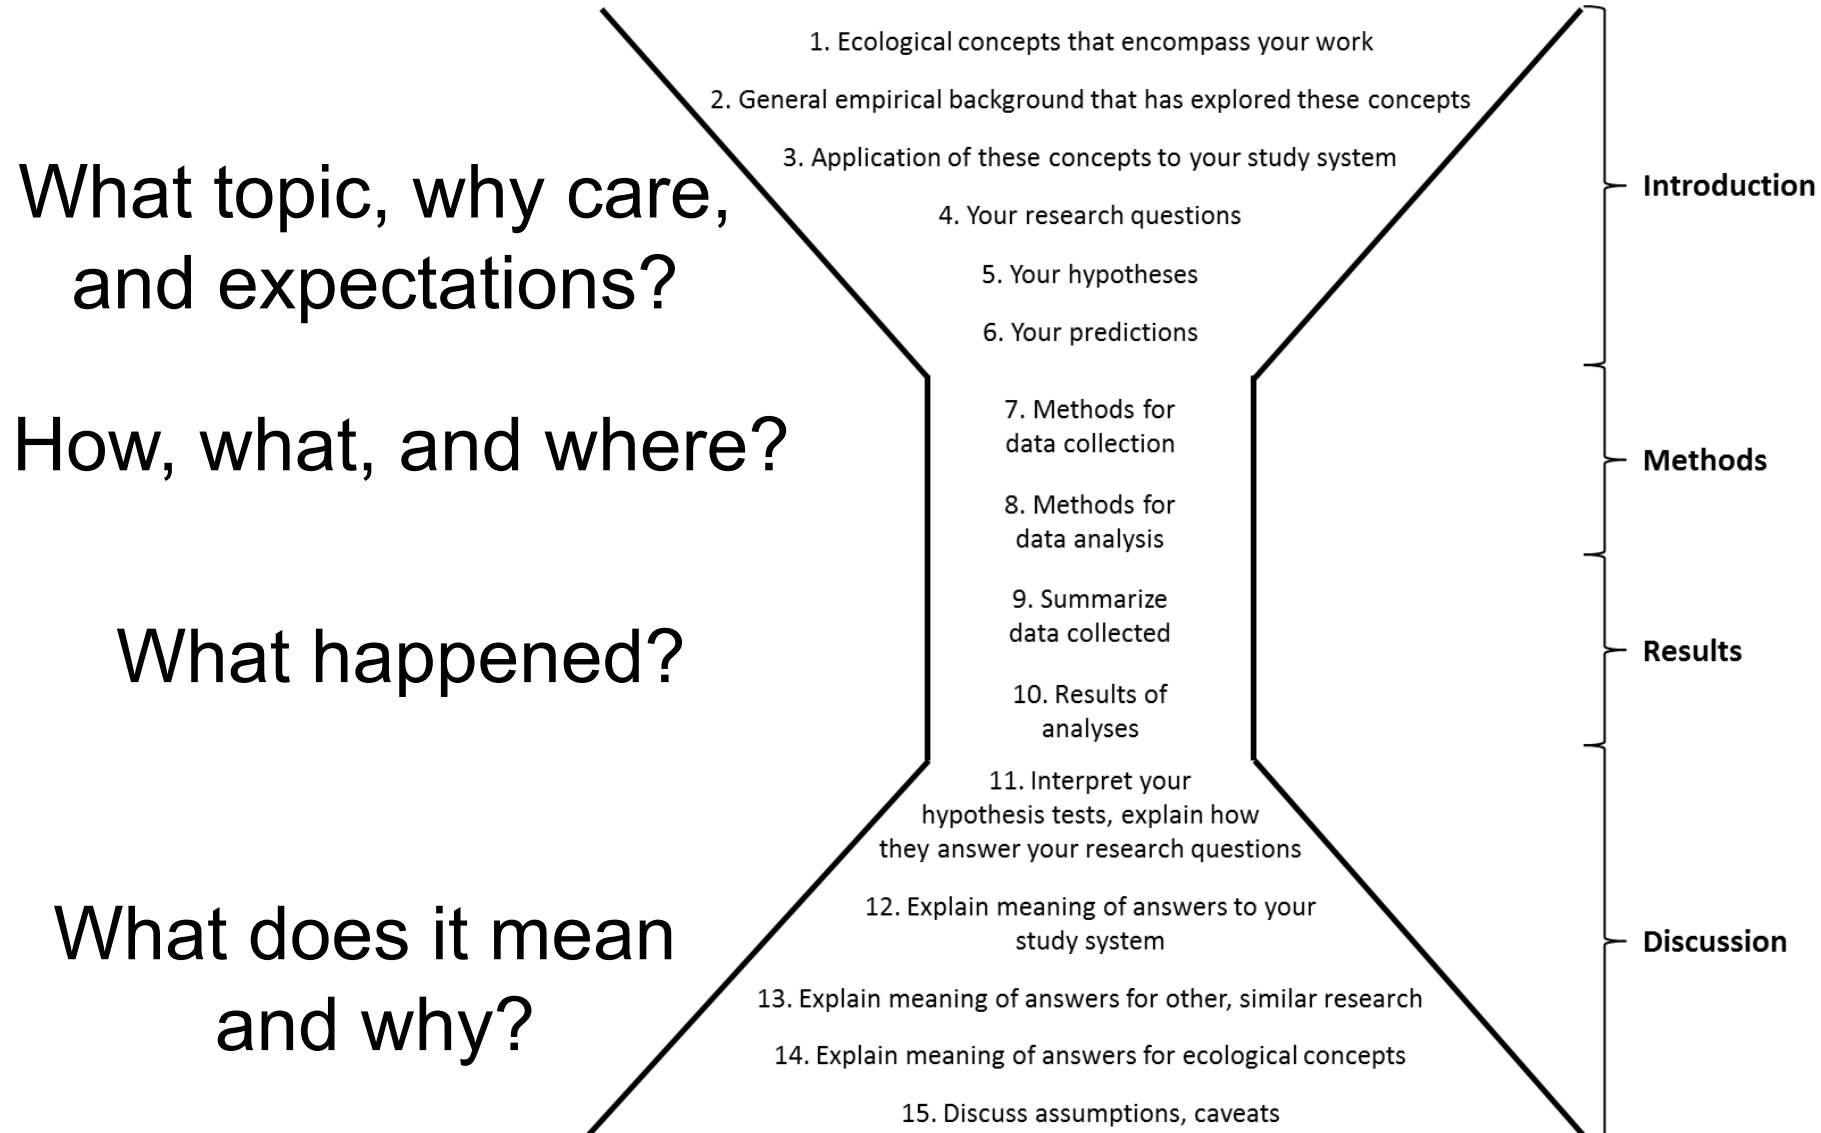 What topic, why care,
and expectations?
How, what, and where?
What happened?
What does it mean
and why?
1. Ecological concepts that encompass your work
2. General empirical background that has explored these concepts
3. Application of these concepts to your study system
4. Your research questions
5. Your hypotheses
6. Your predictions
7. Methods for
data collection
8. Methods for
data analysis
9. Summarize
data collected
10. Results of
analyses
11. Interpret your
hypothesis tests, explain how
they answer your research questions
12. Explain meaning of answers to your
study system
13. Explain meaning of answers for other, similar research
14. Explain meaning of answers for ecological concepts
15. Discuss assumptions, caveats
Introduction
Methods
Results
Discussion